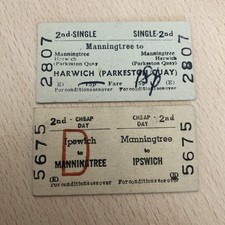 2nd-SINGLE SINGLE-2nd
Manningtree to
Manningtree Manningtree
Harwich Harwich
(Parkeston Quay) (Parkeston Quay)
HARWICH (PARKESTON QUAY)
(E) Fare (E)
For conditions see over For conditions see over
2807 2807
2nd - CHEAP DAY CHEAP DAY - 2nd
D
Ipswich Manningtree
to to
MANNINGTREE IPSWICH
(E) (E)
For conditions see over For conditions see over
5675 5675